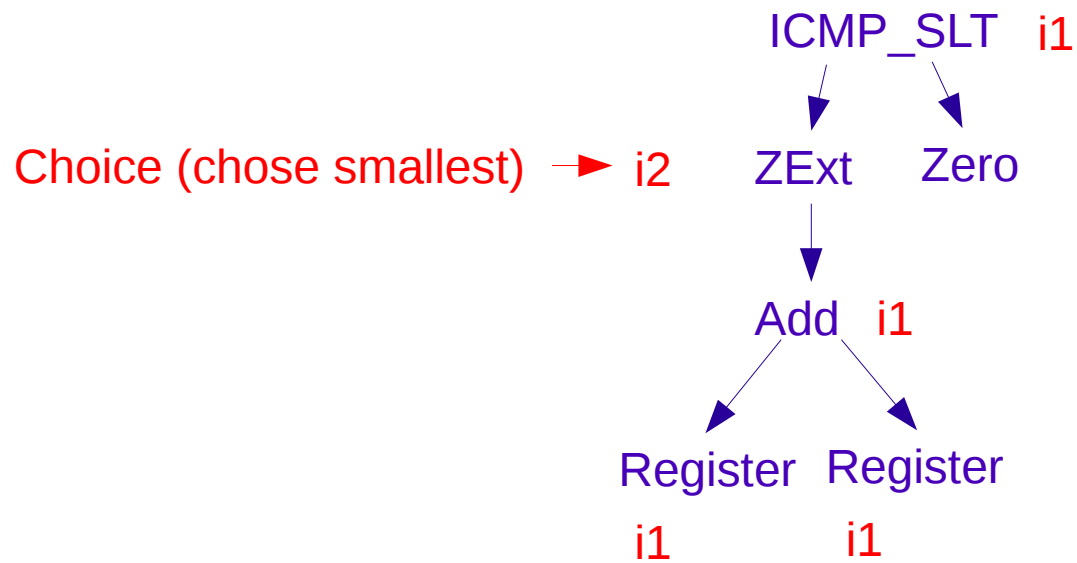 ICMP_SLT i1
Choice (chose smallest) i2 ZExt Zero
Add i1
Register Register
i1 i1